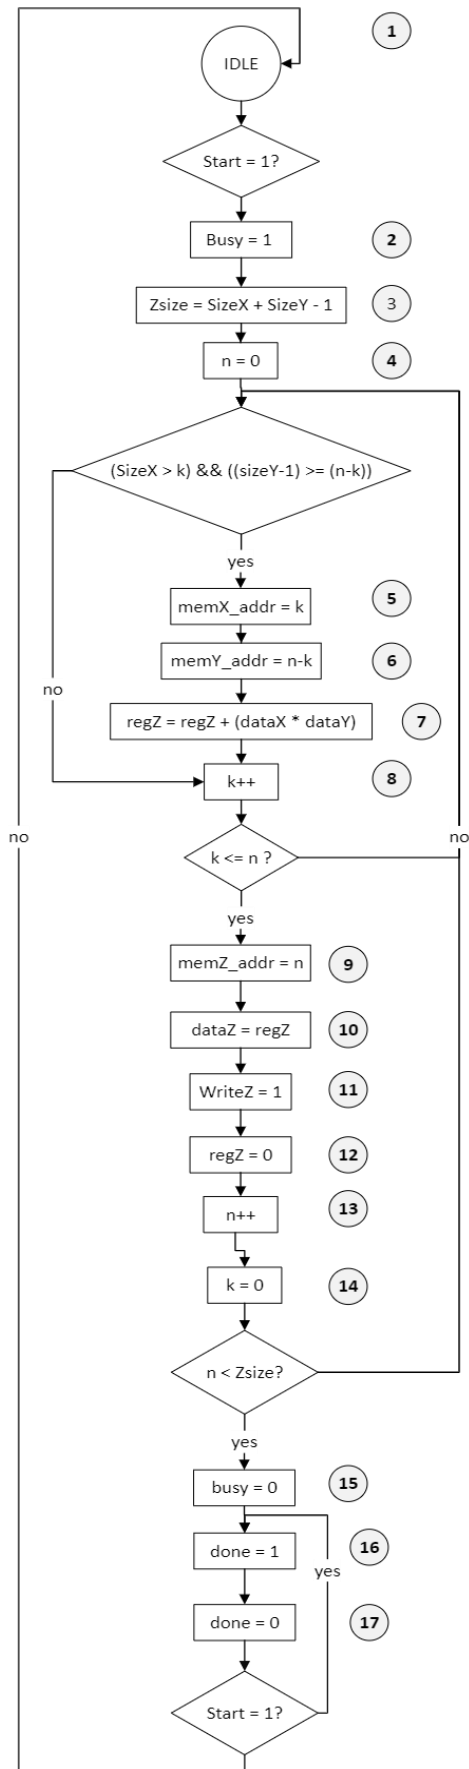 1
IDLE
Start = 1?
Busy = 1
2
Zsize = SizeX + SizeY - 1
3
n = 0
4
(SizeX > k) && ((sizeY-1) >= (n-k))
yes
memX_addr = k
5
memY_addr = n-k
6
no
regZ = regZ + (dataX * dataY)
7
k++
8
no
no
k <= n ?
yes
memZ_addr = n
9
dataZ = regZ
10
WriteZ = 1
11
regZ = 0
12
n++
13
k = 0
14
n < Zsize?
yes
busy = 0
15
done = 1
16
yes
done = 0
17
Start = 1?